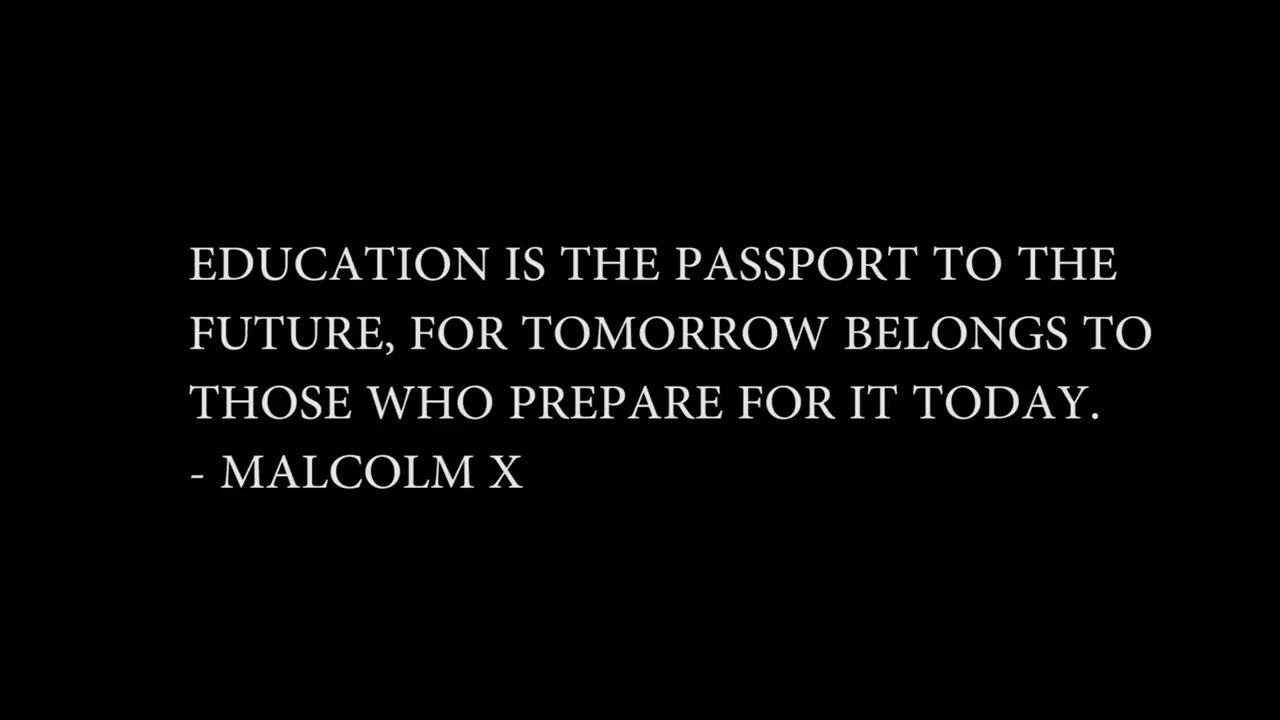 EDUCATION IS THE PASSPORT TO THE
FUTURE, FOR TOMORROW BELONGS TO
THOSE WHO PREPARE FOR IT TODAY.
- MALCOLM X